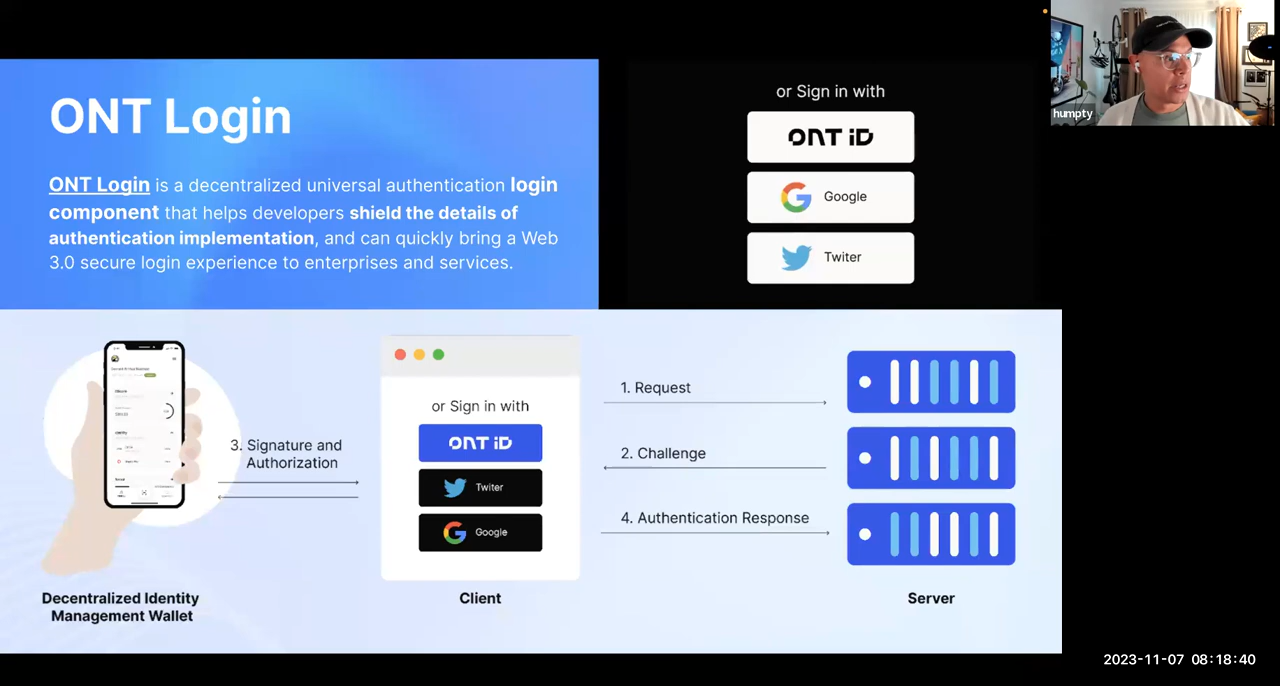 ONT Login
ONT Login is a decentralized universal authentication login
component that helps developers shield the details of
authentication implementation, and can quickly bring a Web
3.0 secure login experience to enterprises and services.
or Sign in with
ONT iD
Google
Twiter
humpty
3. Signature and
Authorization
or Sign in with
ONT iD
Twiter
Google
1. Request
2. Challenge
4. Authentication Response
Decentralized Identity
Management Wallet
Client
Server
2023-11-07 08:18:40